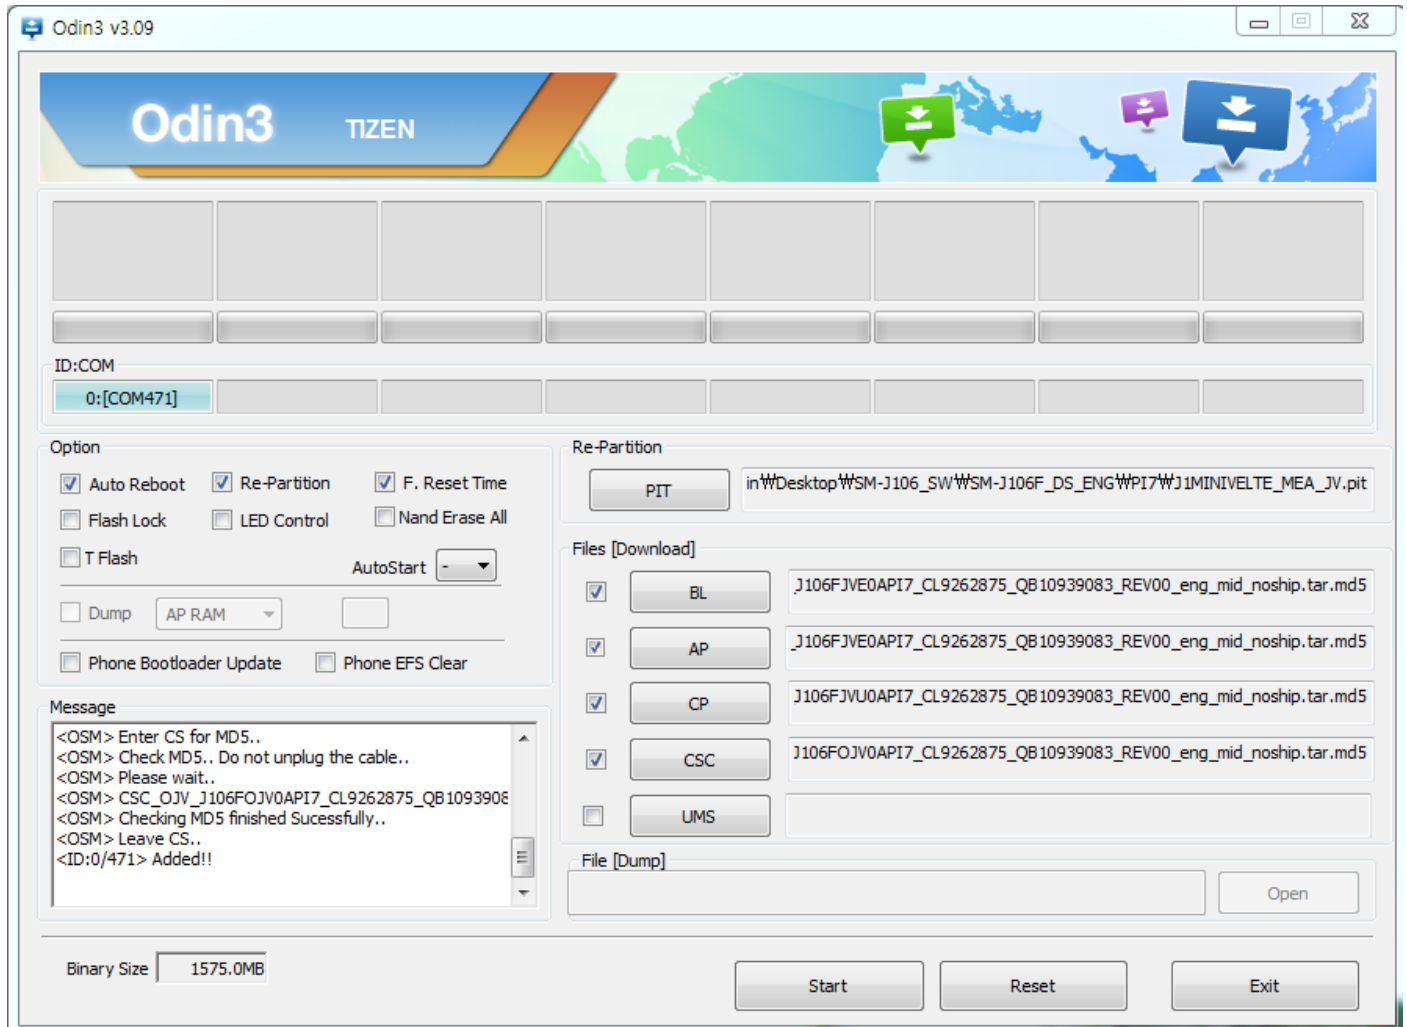 Odin3 v3.09
Odin3 TIZEN
ID:COM
0:[COM471]
Option
Auto Reboot Re-Partition F. Reset Time
Flash Lock LED Control Nand Erase All
T Flash
AutoStart -
Dump AP RAM
Phone Bootloader Update Phone EFS Clear
Message
<OSM> Enter CS for MD5..
<OSM> Check MD5.. Do not unplug the cable..
<OSM> Please wait..
<OSM> CSC_OJV_J106FOJV0API7_CL9262875_QB1093908
<OSM> Checking MD5 finished Sucessfully..
<OSM> Leave CS..
<ID:0/471> Added!!
Re-Partition
PIT in₩Desktop₩SM-J106_SW₩SM-J106F_DS_ENG₩PI7₩J1MINIVELTE_MEA_JV.pit
Files [Download]
BL J106FJVE0API7_CL9262875_QB10939083_REV00_eng_mid_noship.tar.md5
AP _J106FJVE0API7_CL9262875_QB10939083_REV00_eng_mid_noship.tar.md5
CP J106FJVU0API7_CL9262875_QB10939083_REV00_eng_mid_noship.tar.md5
CSC J106FOJV0API7_CL9262875_QB10939083_REV00_eng_mid_noship.tar.md5
UMS
File [Dump]
Open
Binary Size 1575.0MB
Start Reset Exit